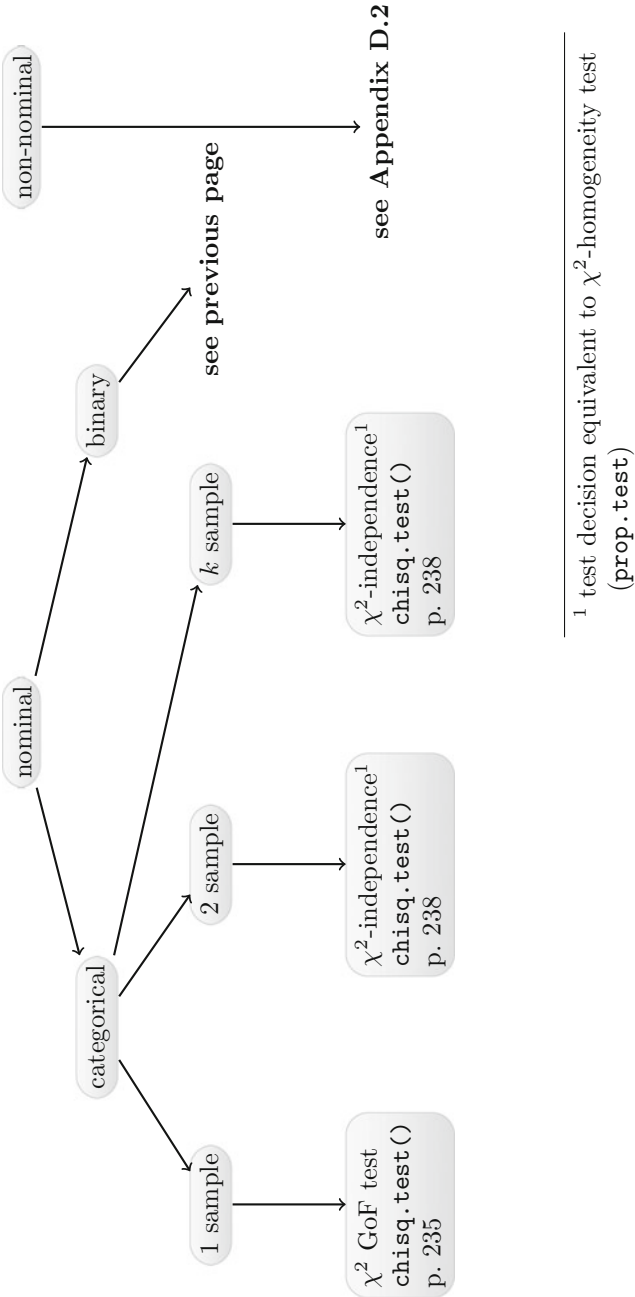 nominal
non-nominal
categorical
binary
1 sample
2 sample
k sample
see previous page
χ² GoF test
chisq.test()
p. 235
χ²-independence¹
chisq.test()
p. 238
χ²-independence¹
chisq.test()
p. 238
see Appendix D.2
¹ test decision equivalent to χ²-homogeneity test
(prop.test)